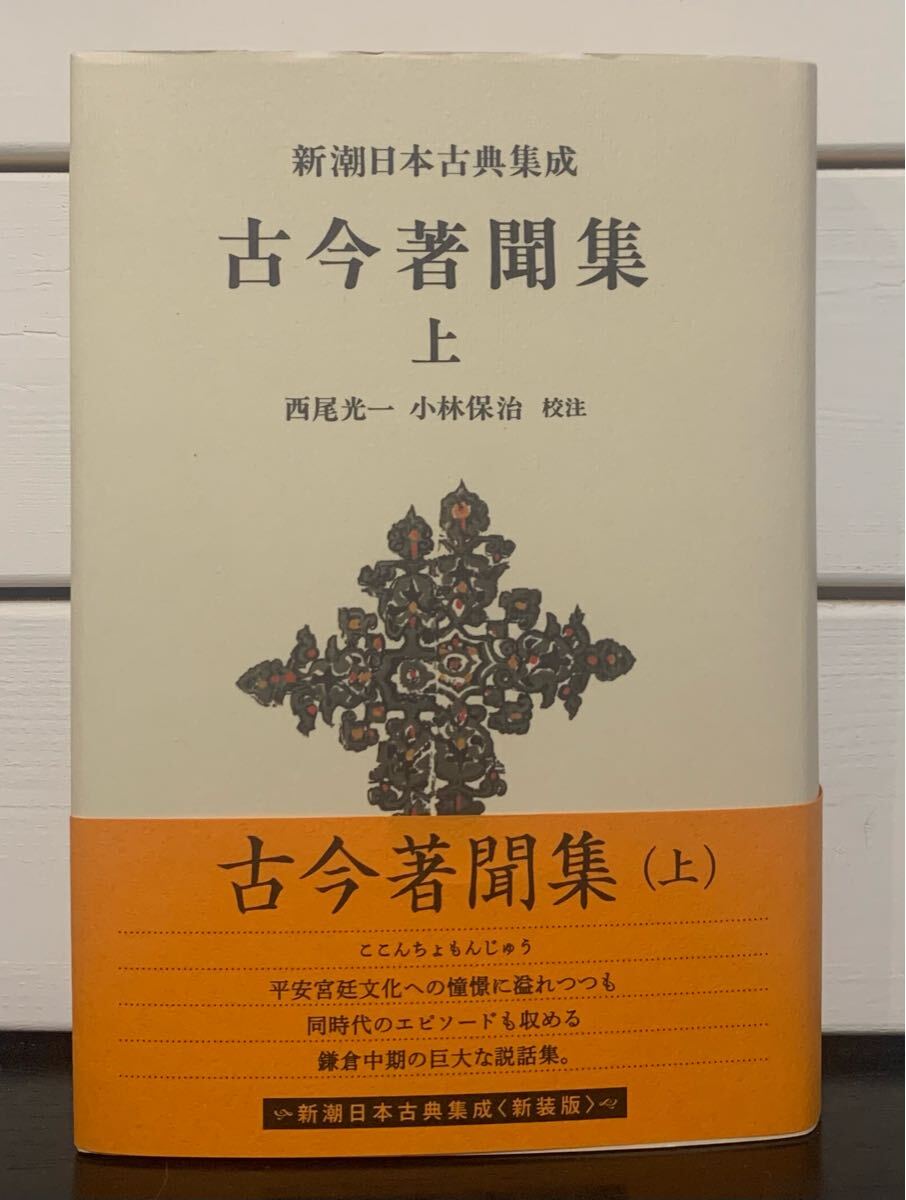 新潮日本古典集成
古今著聞集
上
西尾光一 小林保治 校注
古今著聞集(上)
ここんちょもんじゅう
平安宮廷文化への憧憬に溢れつつも
同時代のエピソードも収める
鎌倉中期の巨大な説話集。
新潮日本古典集成〈新装版〉